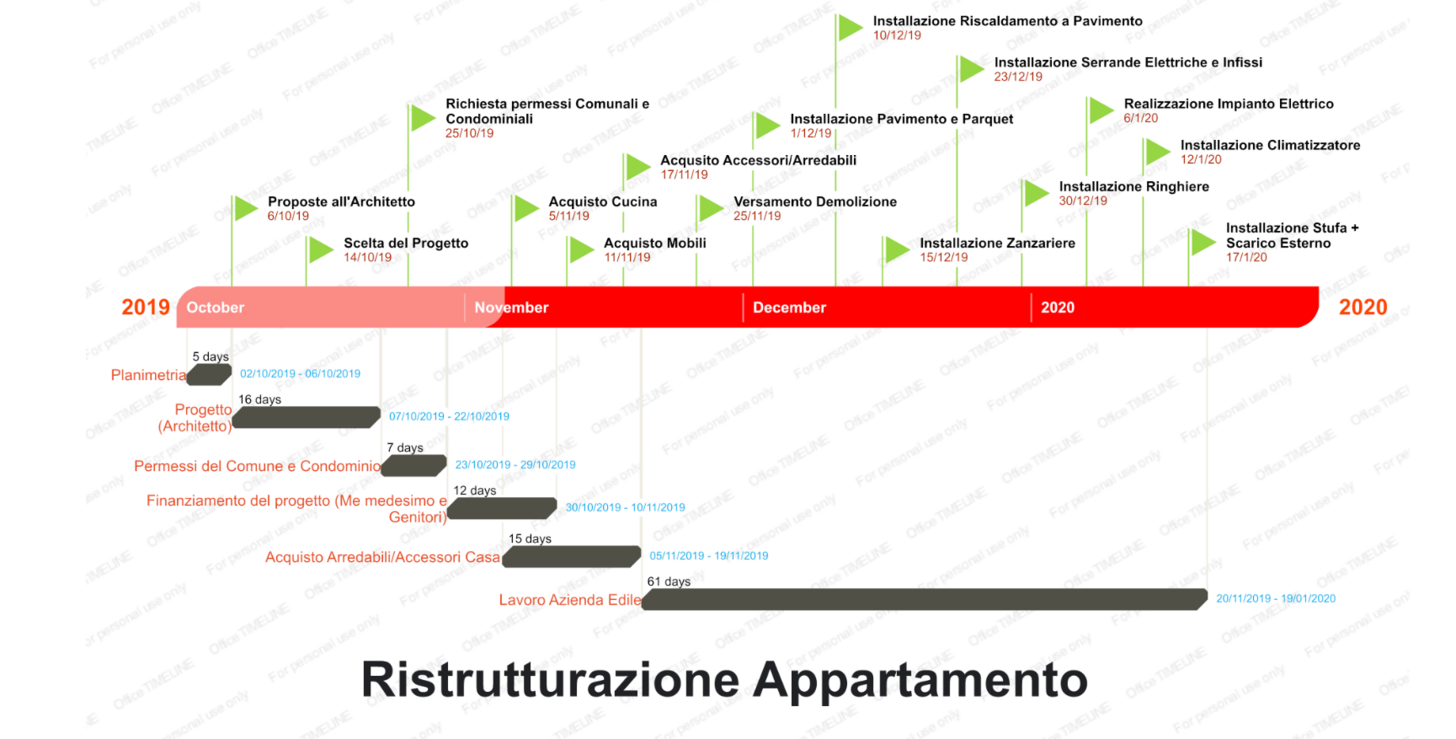 Installazione Riscaldamento a Pavimento
10/12/19
Installazione Serrande Elettriche e Infissi
23/12/19
Richiesta permessi Comunali e
Condominiali
25/10/19
Realizzazione Impianto Elettrico
6/1/20
Installazione Pavimento e Parquet
1/12/19
Installazione Climatizzatore
12/1/20
Acqusito Accessori/Arredabili
17/11/19
Installazione Ringhiere
30/12/19
Proposte all'Architetto
6/10/19
Acquisto Cucina
5/11/19
Versamento Demolizione
25/11/19
Scelta del Progetto
14/10/19
Acquisto Mobili
11/11/19
Installazione Zanzariere
15/12/19
Installazione Stufa +
Scarico Esterno
17/1/20
2019 October November December 2020 2020
5 days
Planimetria 02/10/2019 - 06/10/2019
16 days
Progetto
(Architetto)
07/10/2019 - 22/10/2019
7 days
Permessi del Comune e Condominio 23/10/2019 - 29/10/2019
12 days
Finanziamento del progetto (Me medesimo e
Genitori)
30/10/2019 - 10/11/2019
15 days
Acquisto Arredabili/Accessori Casa 05/11/2019 - 19/11/2019
61 days
Lavoro Azienda Edile 20/11/2019 - 19/01/2020
Ristrutturazione Appartamento
Office TIMELINE
For personal use only